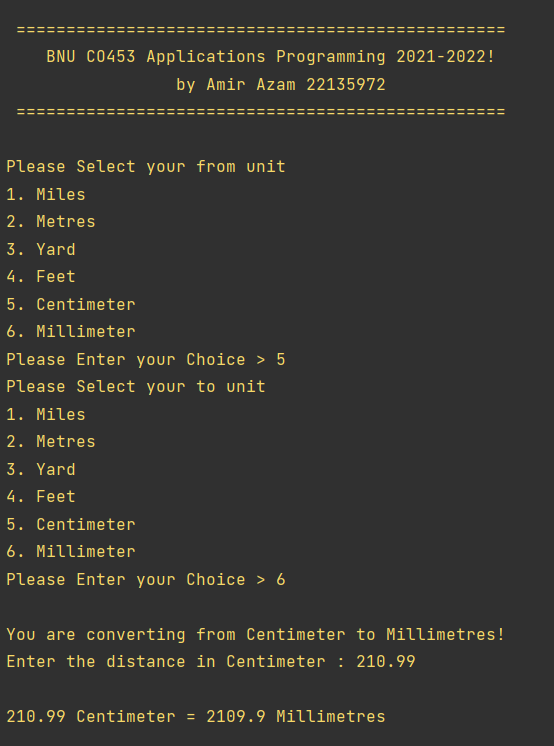 =================================================
BNU CO453 Applications Programming 2021-2022!
by Amir Azam 22135972
=================================================
Please Select your from unit
1. Miles
2. Metres
3. Yard
4. Feet
5. Centimeter
6. Millimeter
Please Enter your Choice > 5
Please Select your to unit
1. Miles
2. Metres
3. Yard
4. Feet
5. Centimeter
6. Millimeter
Please Enter your Choice > 6
You are converting from Centimeter to Millimetres!
Enter the distance in Centimeter : 210.99
210.99 Centimeter = 2109.9 Millimetres